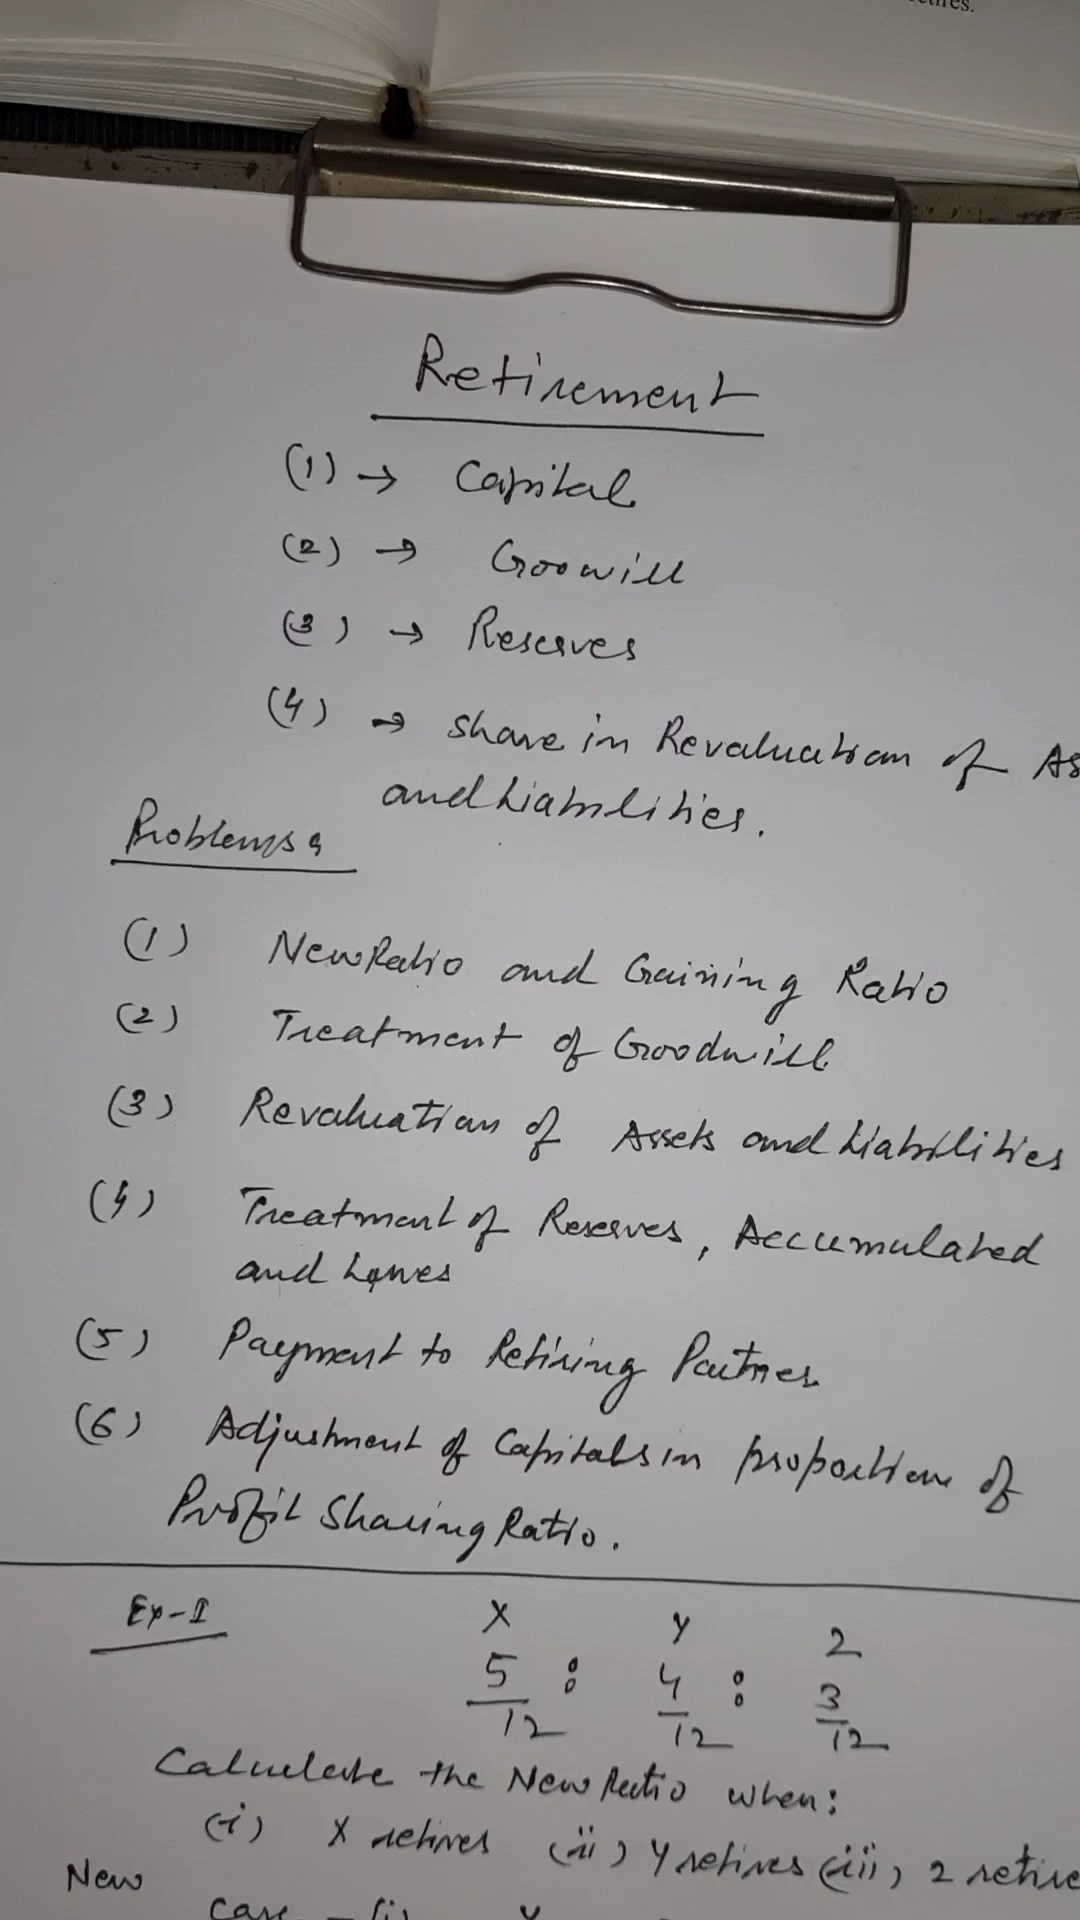 Retirement
(1) → Capital
(2) → Goowill
(3) → Reserves
(4) → share in Revaluation of As
and Liabilities.
Problems
(1) New Ratio and Gaining Ratio
(2) Treatment of Goodwill
(3) Revaluation of Assets and Liabilities
(4) Treatment of Reserves, Accumulated
and Losses
(5) Payment to Retiring Partner
(6) Adjustment of Capitals in proportion of
Profit Sharing Ratio.
Ex-I X Y Z
5/12 : 4/12 : 3/12
Calculate the New Ratio when:
(i) X retires (ii) Y retires (iii) Z retire
New
case - (i) Y